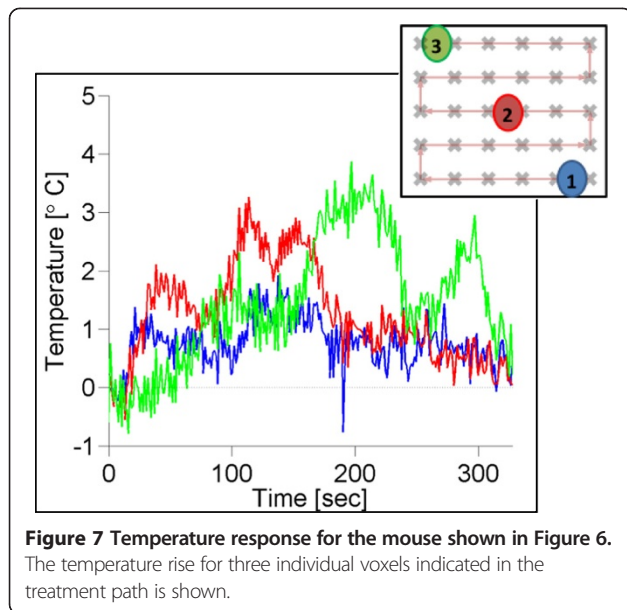 3
2
1
5
4
3
2
1
0
-1
Temperature [° C]
0 100 200 300
Time [sec]
Figure 7 Temperature response for the mouse shown in Figure 6.
The temperature rise for three individual voxels indicated in the
treatment path is shown.